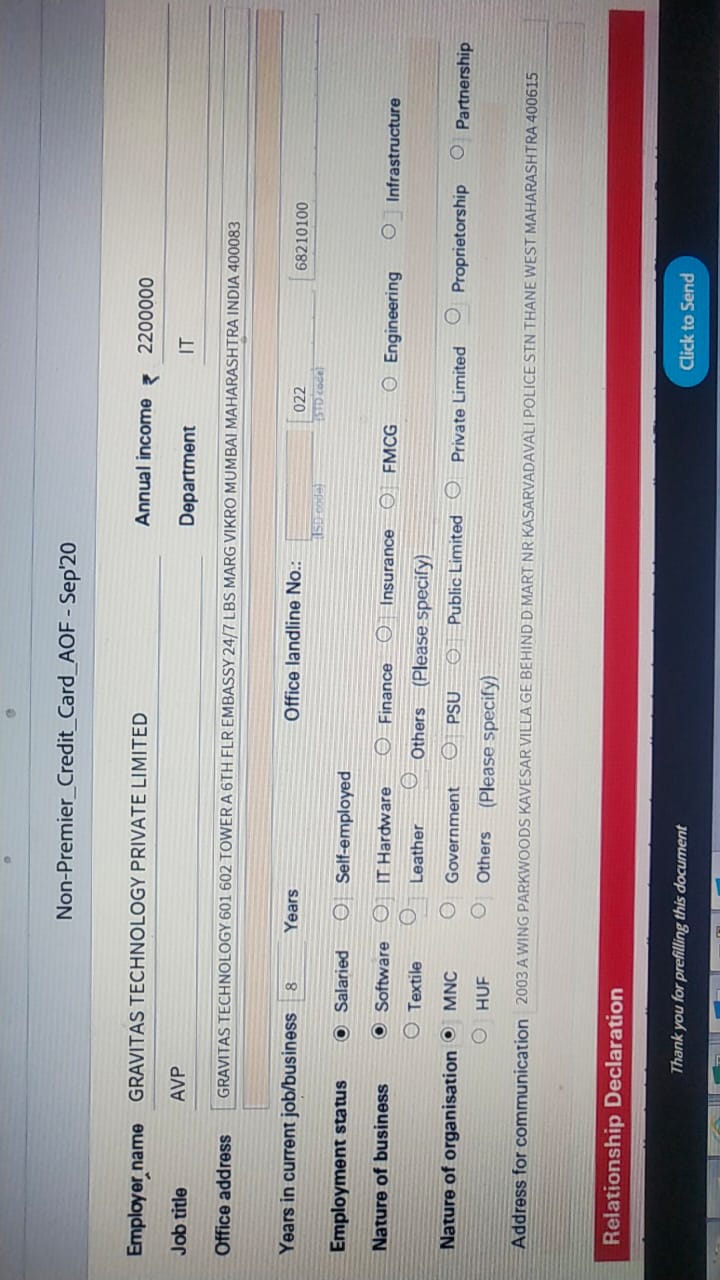 Non-Premier_Credit_Card_AOF - Sep'20
Employer name GRAVITAS TECHNOLOGY PRIVATE LIMITED Annual income ₹ 2200000
Job title AVP Department IT
Office address GRAVITAS TECHNOLOGY 601 602 TOWER A 6TH FLR EMBASSY 24/7 LBS MARG VIKRO MUMBAI MAHARASHTRA INDIA 400083
Years in current job/business 8 Years Office landline No.: 022 68210100
(ISD code) (STD code)
Employment status Salaried Self-employed
Nature of business Software IT Hardware Finance Insurance FMCG Engineering Infrastructure
Textile Leather Others (Please specify)
Nature of organisation MNC Government PSU Public Limited Private Limited Proprietorship Partnership
HUF Others (Please specify)
Address for communication 2003 A WING PARKWOODS KAVESAR VILLA GE BEHIND D MART NR KASARVADAVALI POLICE STN THANE WEST MAHARASHTRA 400615
Relationship Declaration
Thank you for prefilling this document Click to Send